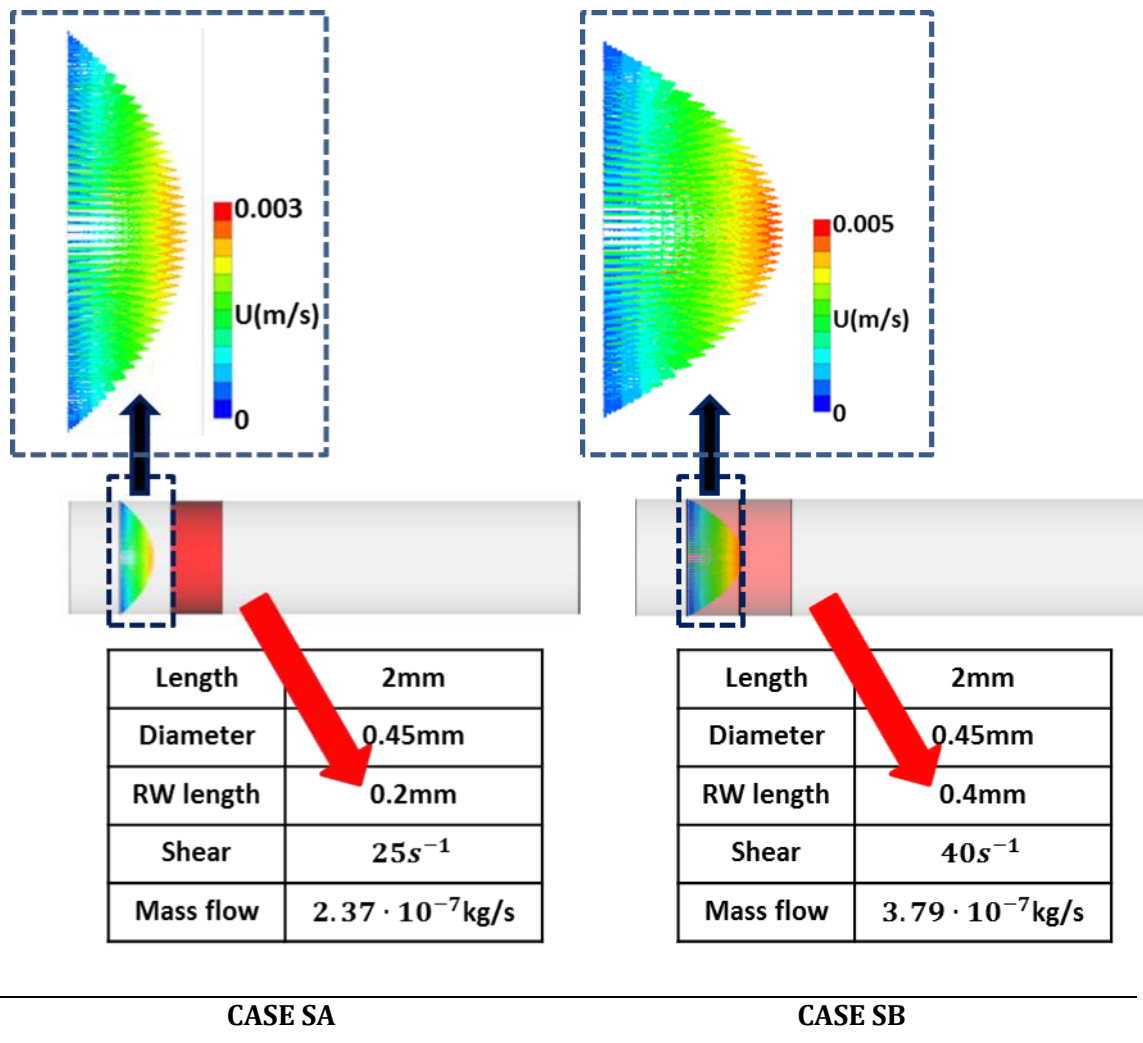 0.003
U(m/s)
0
0.005
U(m/s)
0
Length 2mm
Diameter 0.45mm
RW length 0.2mm
Shear 25s⁻¹
Mass flow 2.37 · 10⁻⁷kg/s
Length 2mm
Diameter 0.45mm
RW length 0.4mm
Shear 40s⁻¹
Mass flow 3.79 · 10⁻⁷kg/s
CASE SA
CASE SB